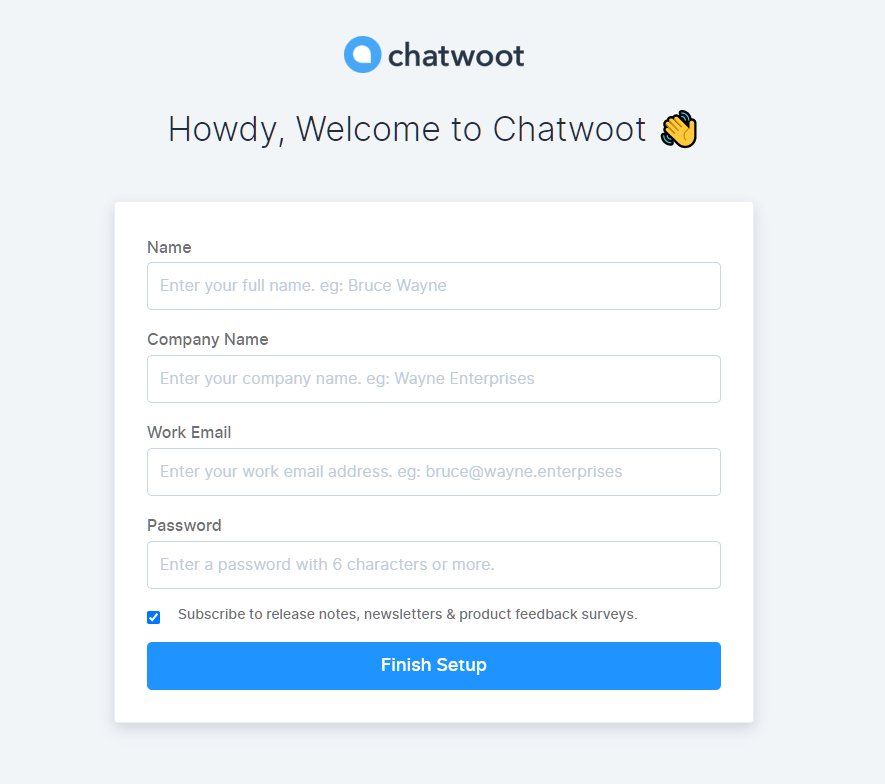 chatwoot
Howdy, Welcome to Chatwoot 👋
Name
Enter your full name. eg: Bruce Wayne
Company Name
Enter your company name. eg: Wayne Enterprises
Work Email
Enter your work email address. eg: bruce@wayne.enterprises
Password
Enter a password with 6 characters or more.
Subscribe to release notes, newsletters & product feedback surveys.
Finish Setup